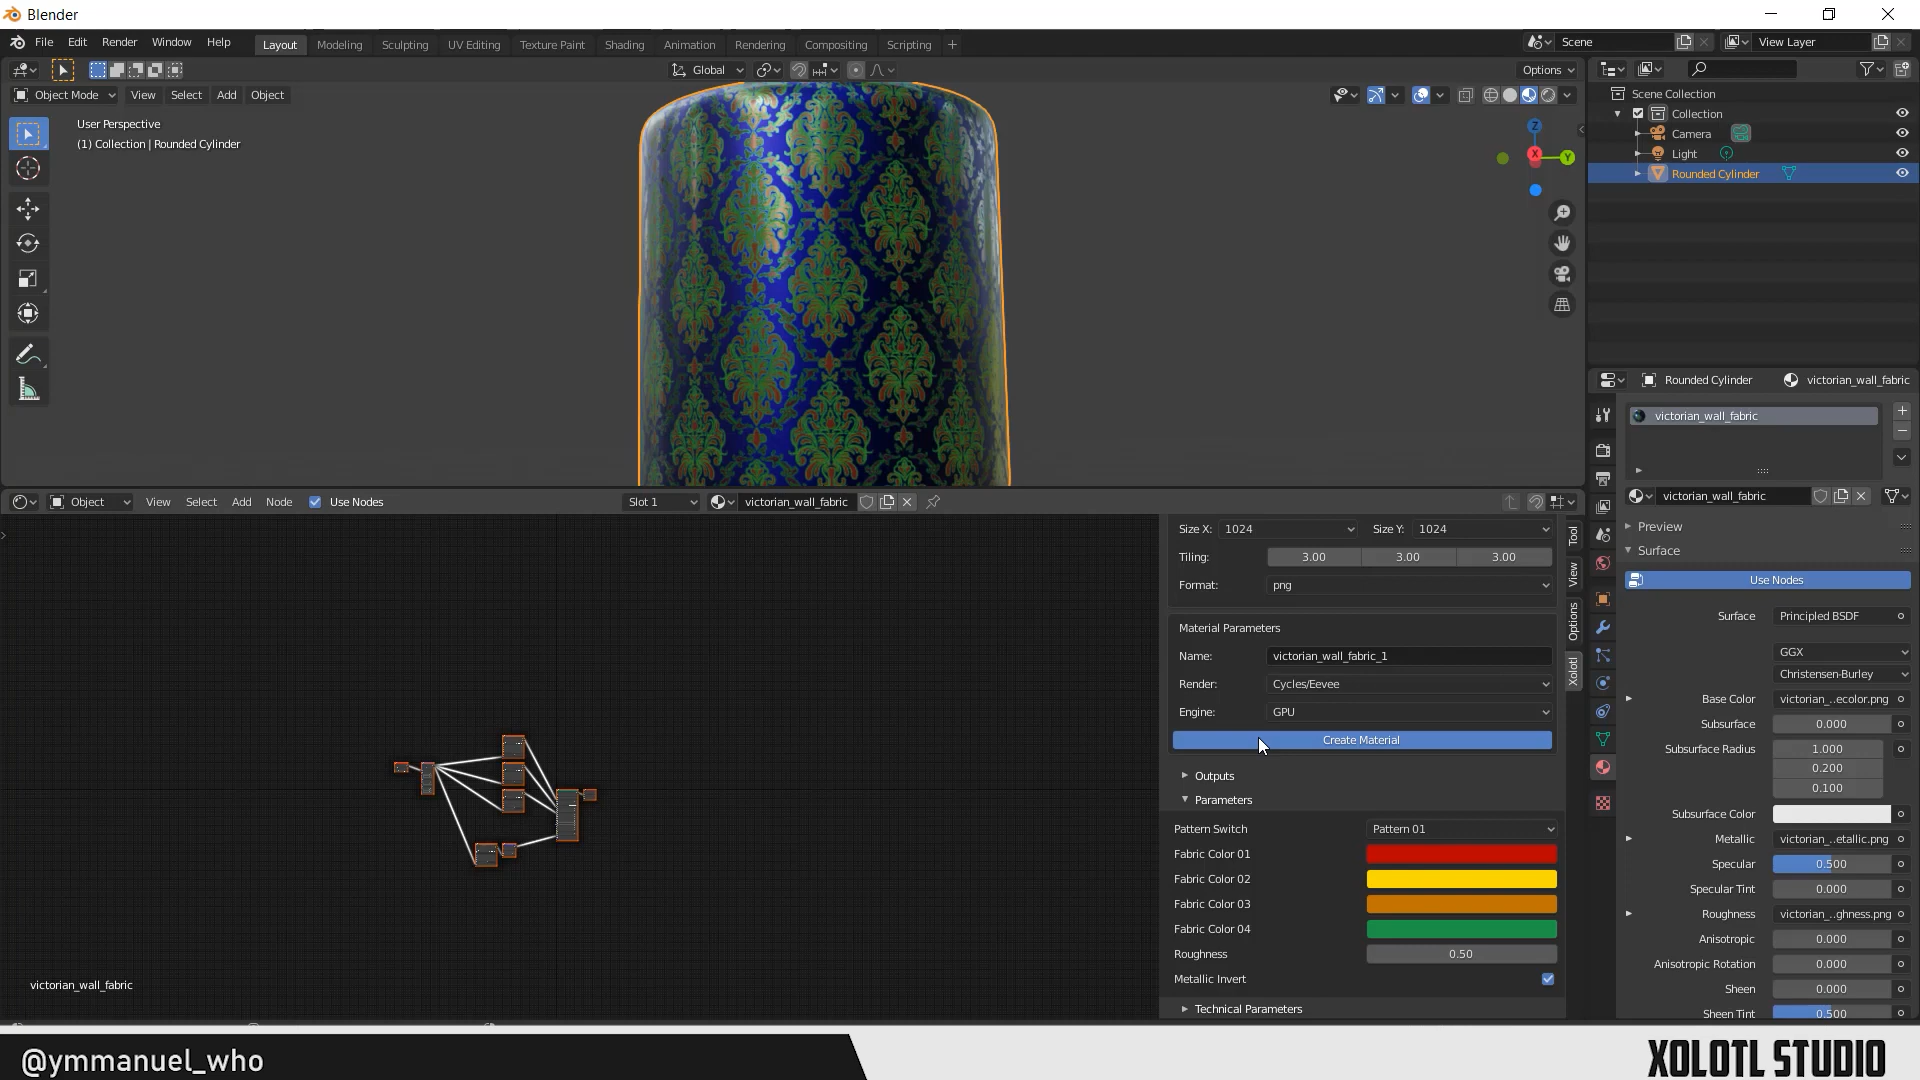 Blender
File Edit Render Window Help Layout Modeling Sculpting UV Editing Texture Paint Shading Animation Rendering Compositing Scripting + Scene View Layer
Global Options
Object Mode View Select Add Object
User Perspective
(1) Collection | Rounded Cylinder
Z
X
Y
Scene Collection
Collection
Camera
Light
Rounded Cylinder
Rounded Cylinder victorian_wall_fabric
victorian_wall_fabric
victorian_wall_fabric
Preview
Surface
Use Nodes
Surface Principled BSDF
GGX
Christensen-Burley
Base Color victorian_..ecolor.png
Subsurface 0.000
Subsurface Radius 1.000
0.200
0.100
Subsurface Color
Metallic victorian_..etallic.png
Specular 0.500
Specular Tint 0.000
Roughness victorian_..ghness.png
Anisotropic 0.000
Anisotropic Rotation 0.000
Sheen 0.000
Sheen Tint 0.500
Object View Select Add Node Use Nodes Slot 1 victorian_wall_fabric
Size X: 1024 Size Y: 1024
Tiling: 3.00 3.00 3.00
Format: png
Material Parameters
Name: victorian_wall_fabric_1
Render: Cycles/Eevee
Engine: GPU
Create Material
Outputs
Parameters
Pattern Switch Pattern 01
Fabric Color 01
Fabric Color 02
Fabric Color 03
Fabric Color 04
Roughness 0.50
Metallic Invert
Technical Parameters
Tool
View
Options
Xolotl
victorian_wall_fabric
@ymmanuel_who
XOLOTL STUDIO